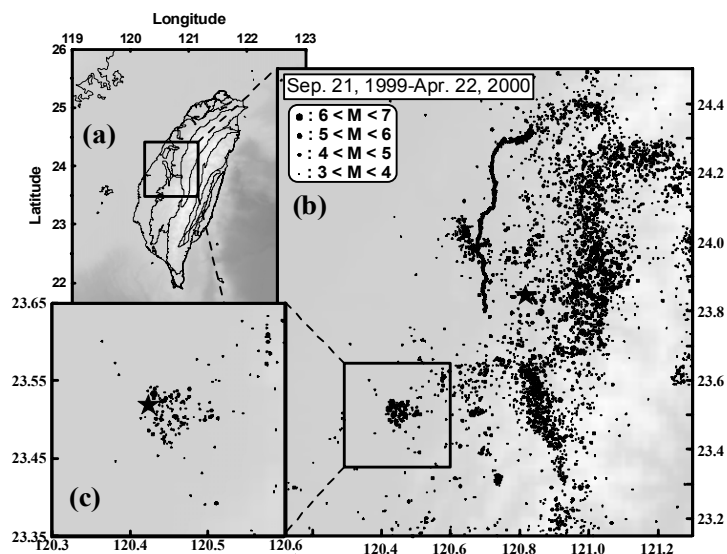 Longitude
119 120 121 122 123
26
25
24
23
22
Latitude
(a)
Sep. 21, 1999-Apr. 22, 2000
: 6 < M < 7
: 5 < M < 6
: 4 < M < 5
: 3 < M < 4
(b)
24.4
24.2
24.0
23.8
23.6
23.4
23.2
23.65
23.55
23.45
23.35
(c)
120.3 120.4 120.5 120.6
120.4 120.6 120.8 121.0 121.2